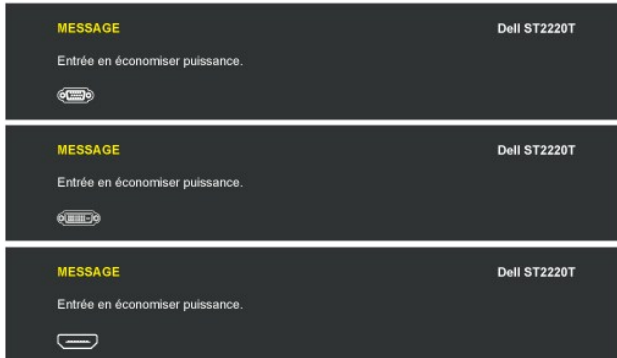 MESSAGE Dell ST2220T
Entrée en économiser puissance.
MESSAGE Dell ST2220T
Entrée en économiser puissance.
MESSAGE Dell ST2220T
Entrée en économiser puissance.